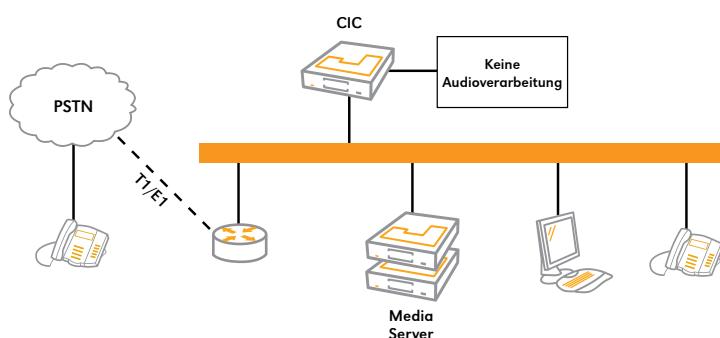 CIC
Keine
Audioverarbeitung
PSTN
T1/E1
Media
Server